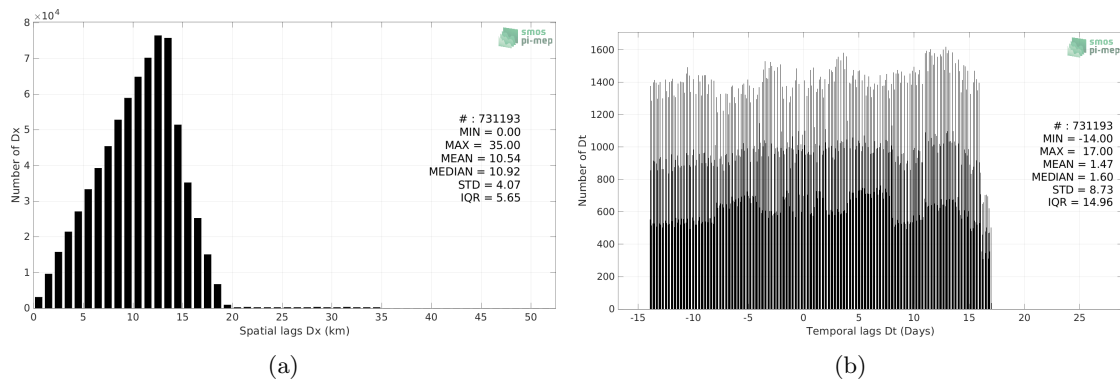 ×10⁴
8
7
6
5
4
3
2
1
0
Number of Dx
0 5 10 15 20 25 30 35 40 45 50
Spatial lags Dx (km)
smos
pi-mep
# : 731193
MIN = 0.00
MAX = 35.00
MEAN = 10.54
MEDIAN = 10.92
STD = 4.07
IQR = 5.65
(a)
1600
1400
1200
1000
800
600
400
200
0
Number of Dt
-15 -10 -5 0 5 10 15 20 25
Temporal lags Dt (Days)
smos
pi-mep
# : 731193
MIN = -14.00
MAX = 17.00
MEAN = 1.47
MEDIAN = 1.60
STD = 8.73
IQR = 14.96
(b)